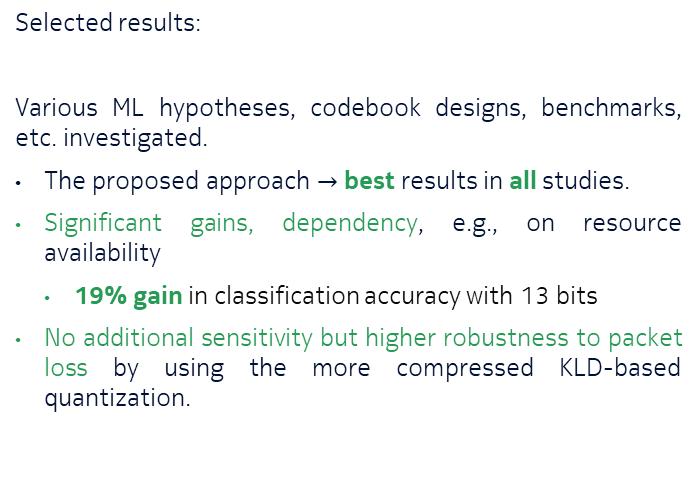 Selected results:
Various ML hypotheses, codebook designs, benchmarks,
etc. investigated.
• The proposed approach → best results in all studies.
• Significant gains, dependency, e.g., on resource
availability
• 19% gain in classification accuracy with 13 bits
• No additional sensitivity but higher robustness to packet
loss by using the more compressed KLD-based
quantization.